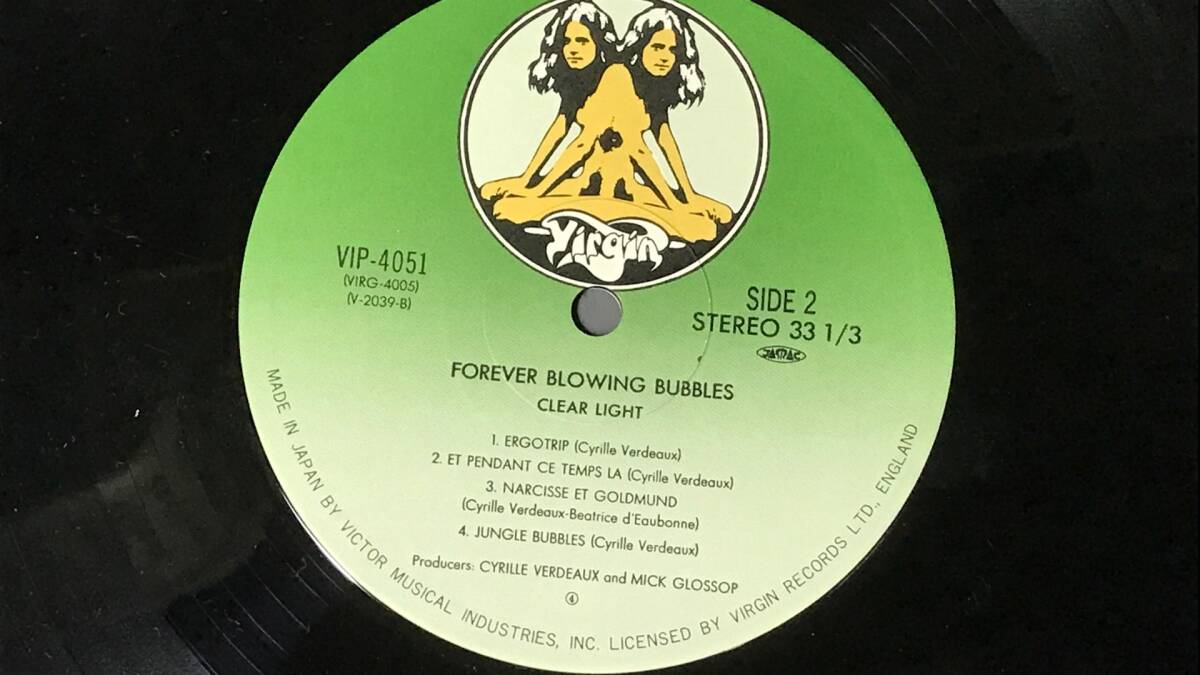 Virgin
VIP-4051
(VIRG-4005)
(V-2039-B)
SIDE 2
STEREO 33 1/3
JASRAC
FOREVER BLOWING BUBBLES
CLEAR LIGHT
1. ERGOTRIP (Cyrille Verdeaux)
2. ET PENDANT CE TEMPS LA (Cyrille Verdeaux)
3. NARCISSE ET GOLDMUND
(Cyrille Verdeaux-Beatrice d'Eaubonne)
4. JUNGLE BUBBLES (Cyrille Verdeaux)
Producers: CYRILLE VERDEAUX and MICK GLOSSOP
④
MADE IN JAPAN BY VICTOR MUSICAL INDUSTRIES, INC. LICENSED BY VIRGIN RECORDS LTD., ENGLAND